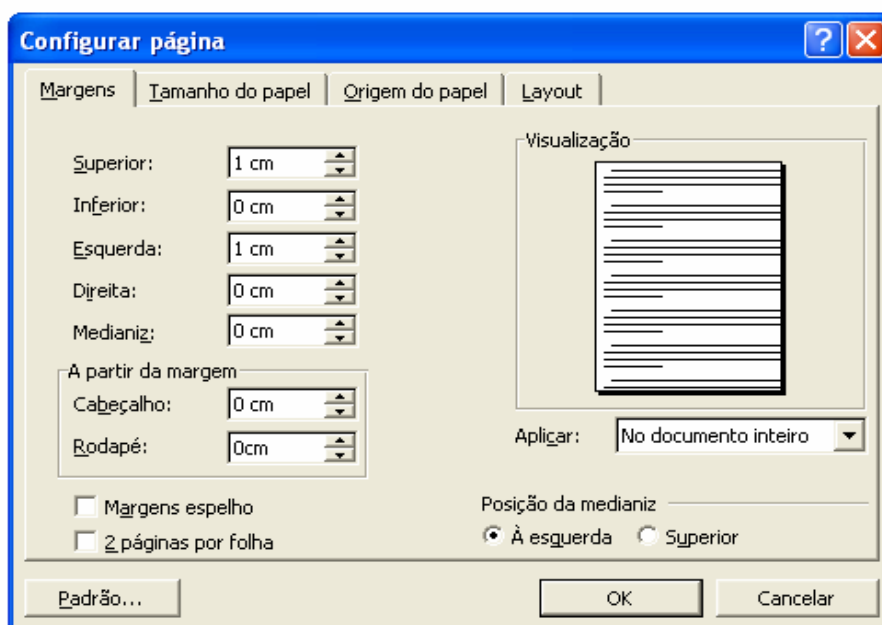 Configurar página
Margens Tamanho do papel Origem do papel Layout
Superior: 1 cm
Inferior: 0 cm
Esquerda: 1 cm
Direita: 0 cm
Medianiz: 0 cm
A partir da margem
Cabeçalho: 0 cm
Rodapé: 0cm
Margens espelho
2 páginas por folha
Visualização
Aplicar: No documento inteiro
Posição da medianiz
À esquerda Superior
Padrão... OK Cancelar